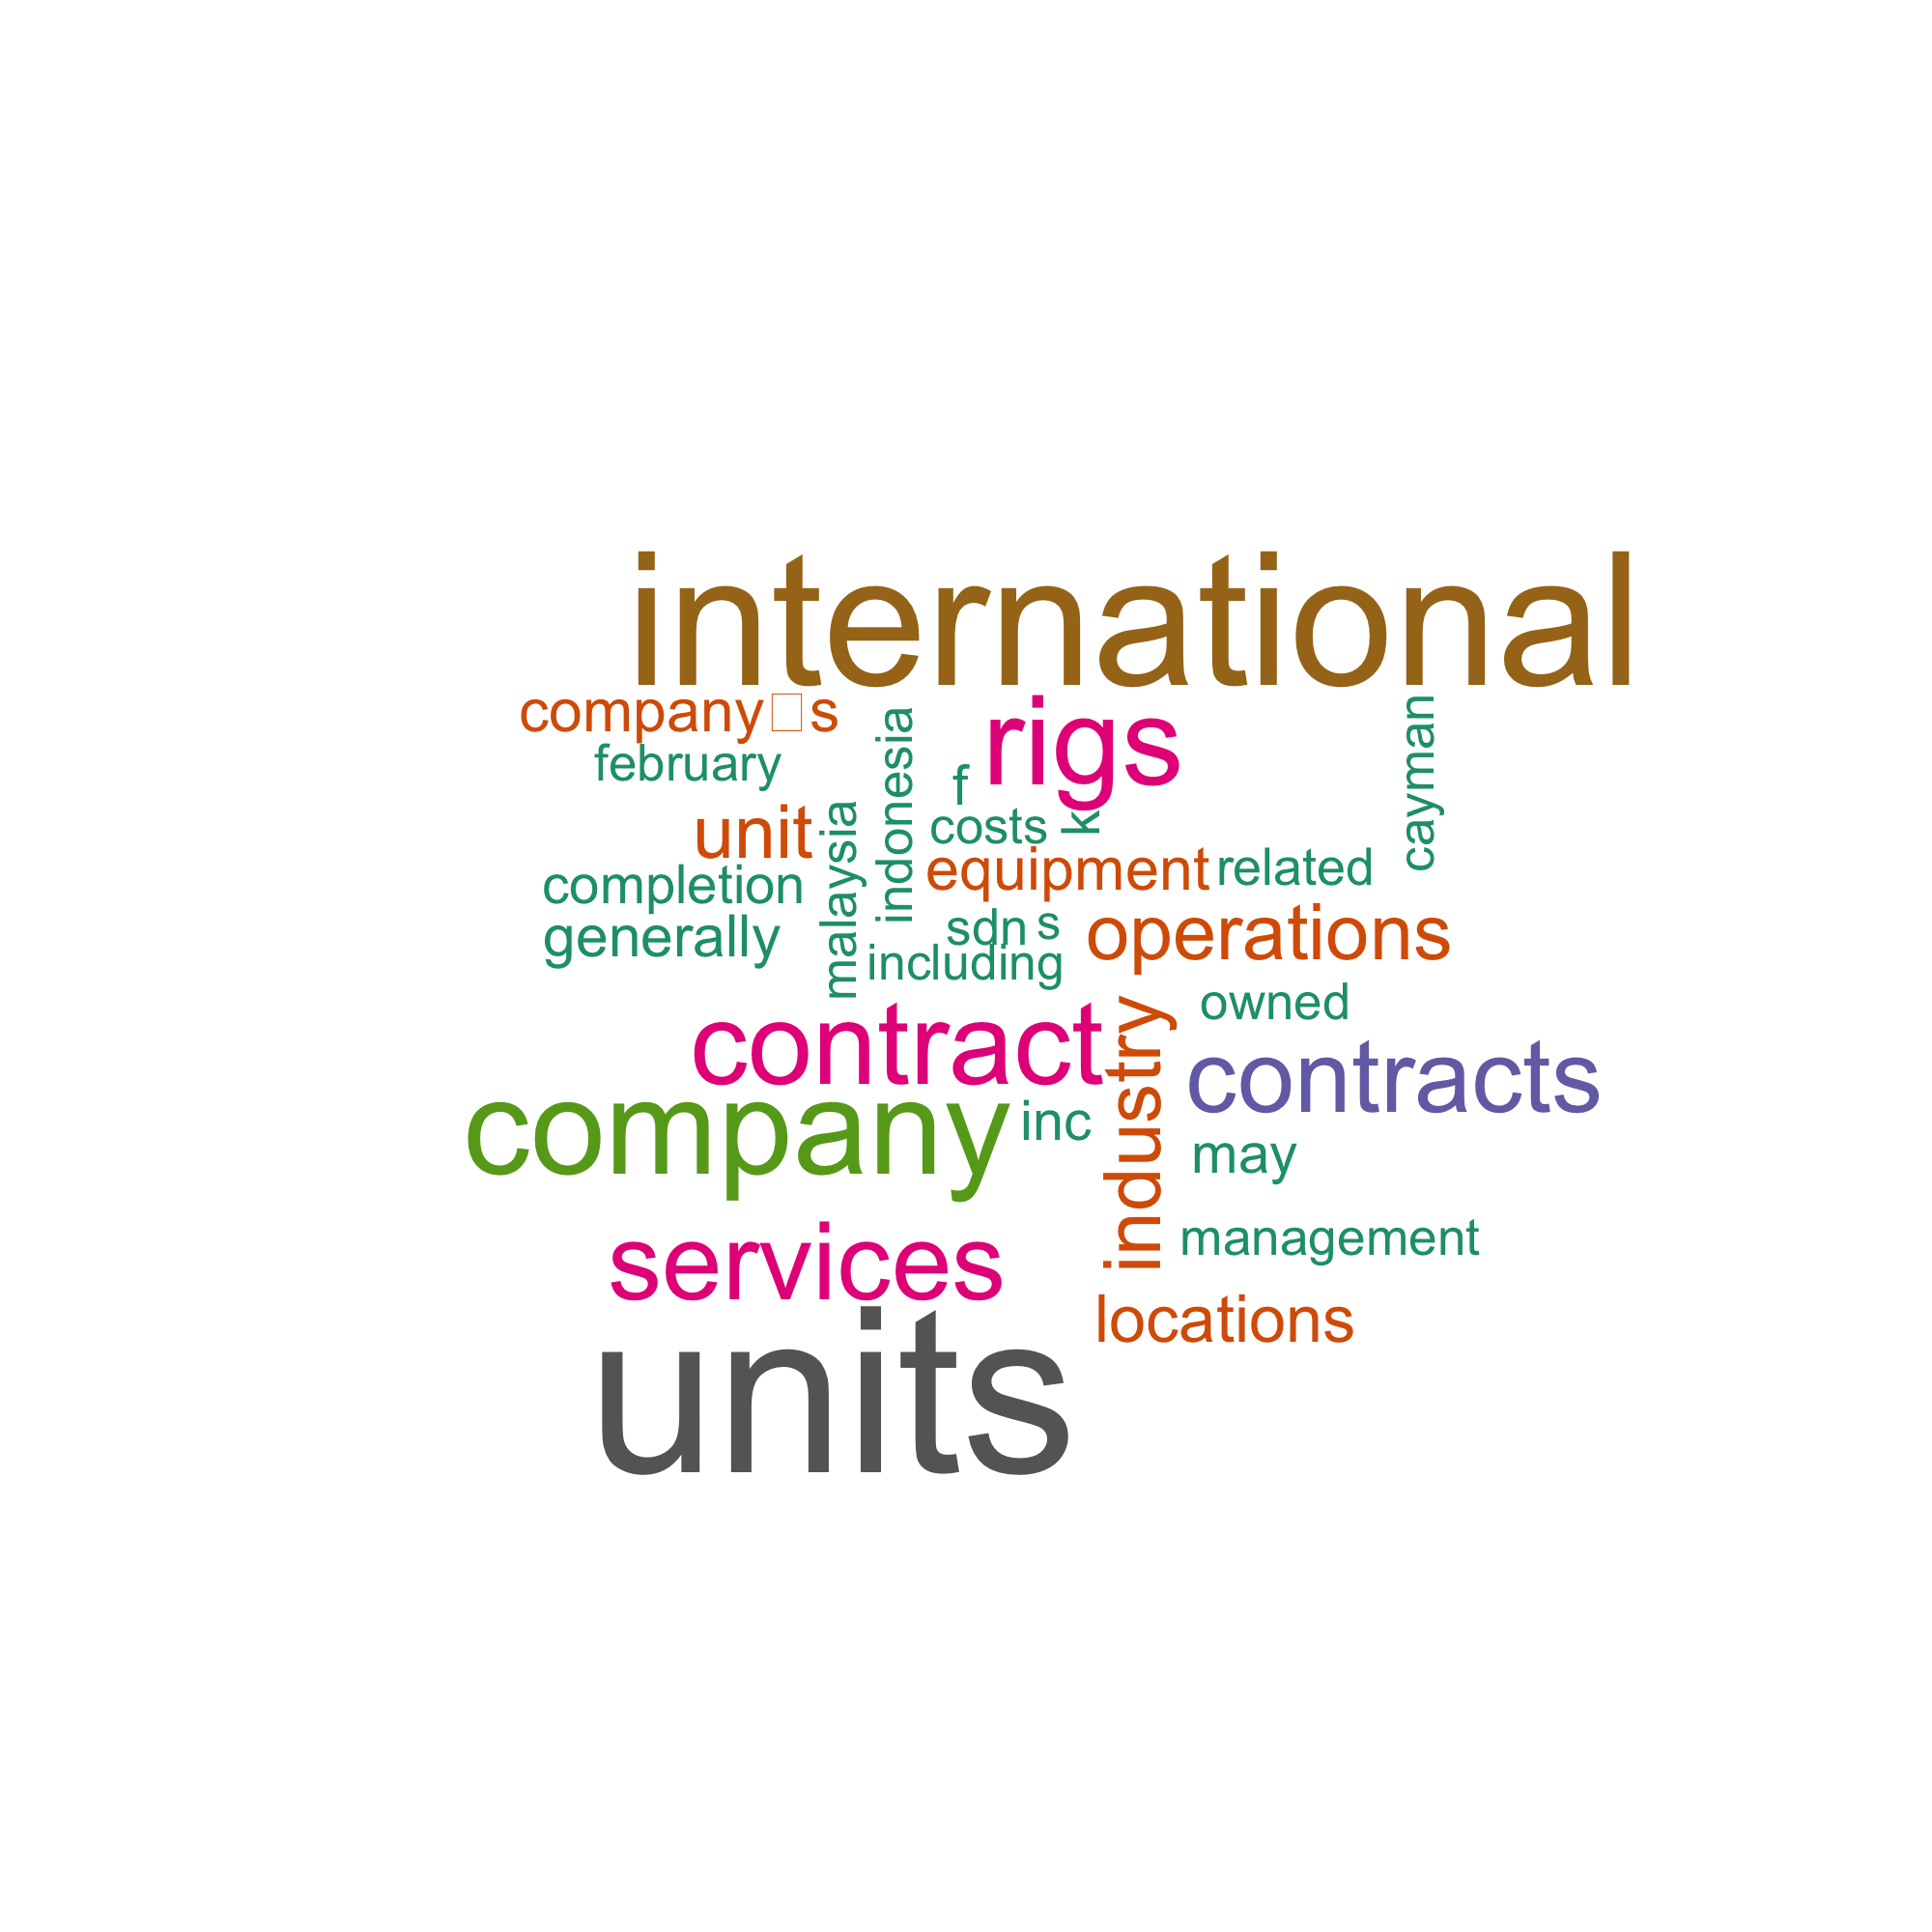 international
company□s
rigs
cayman
february
indonesia
f
unit
malaysia
costs
k
equipment
related
completion
generally
sdn
s
operations
including
owned
contract
industry
contracts
company
inc
may
services
management
locations
units